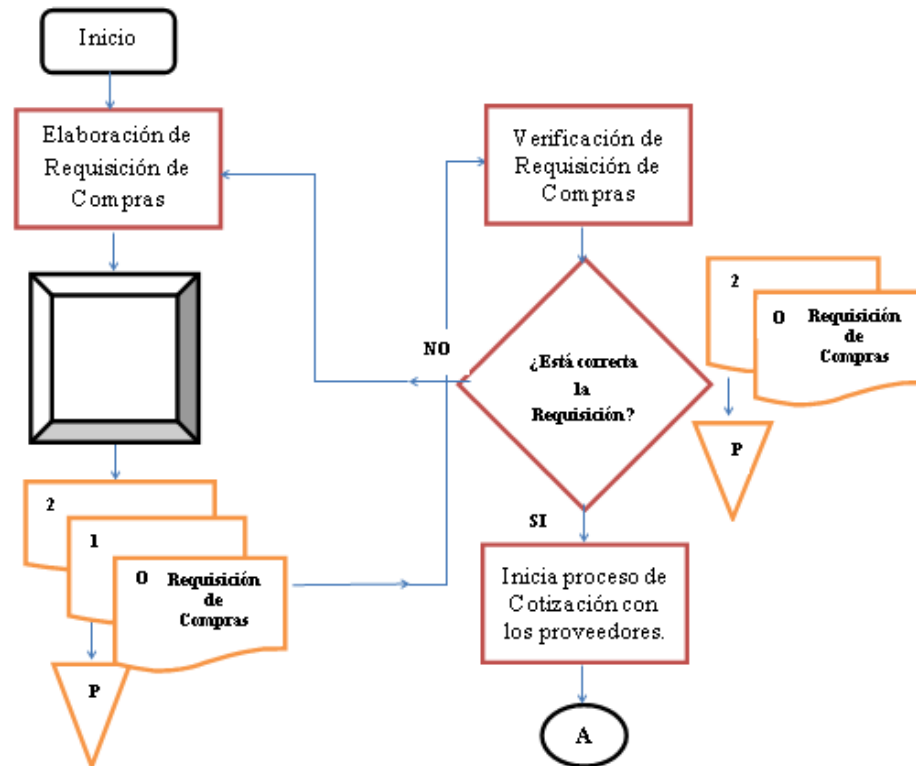 Inicio
Elaboración de
Requisición de
Compras
2
1
O Requisición
de
Compras
P
Verificación de
Requisición de
Compras
NO
¿Está correcta
la
Requisición?
2
O Requisición
de
Compras
P
SI
Inicia proceso de
Cotización con
los proveedores.
A